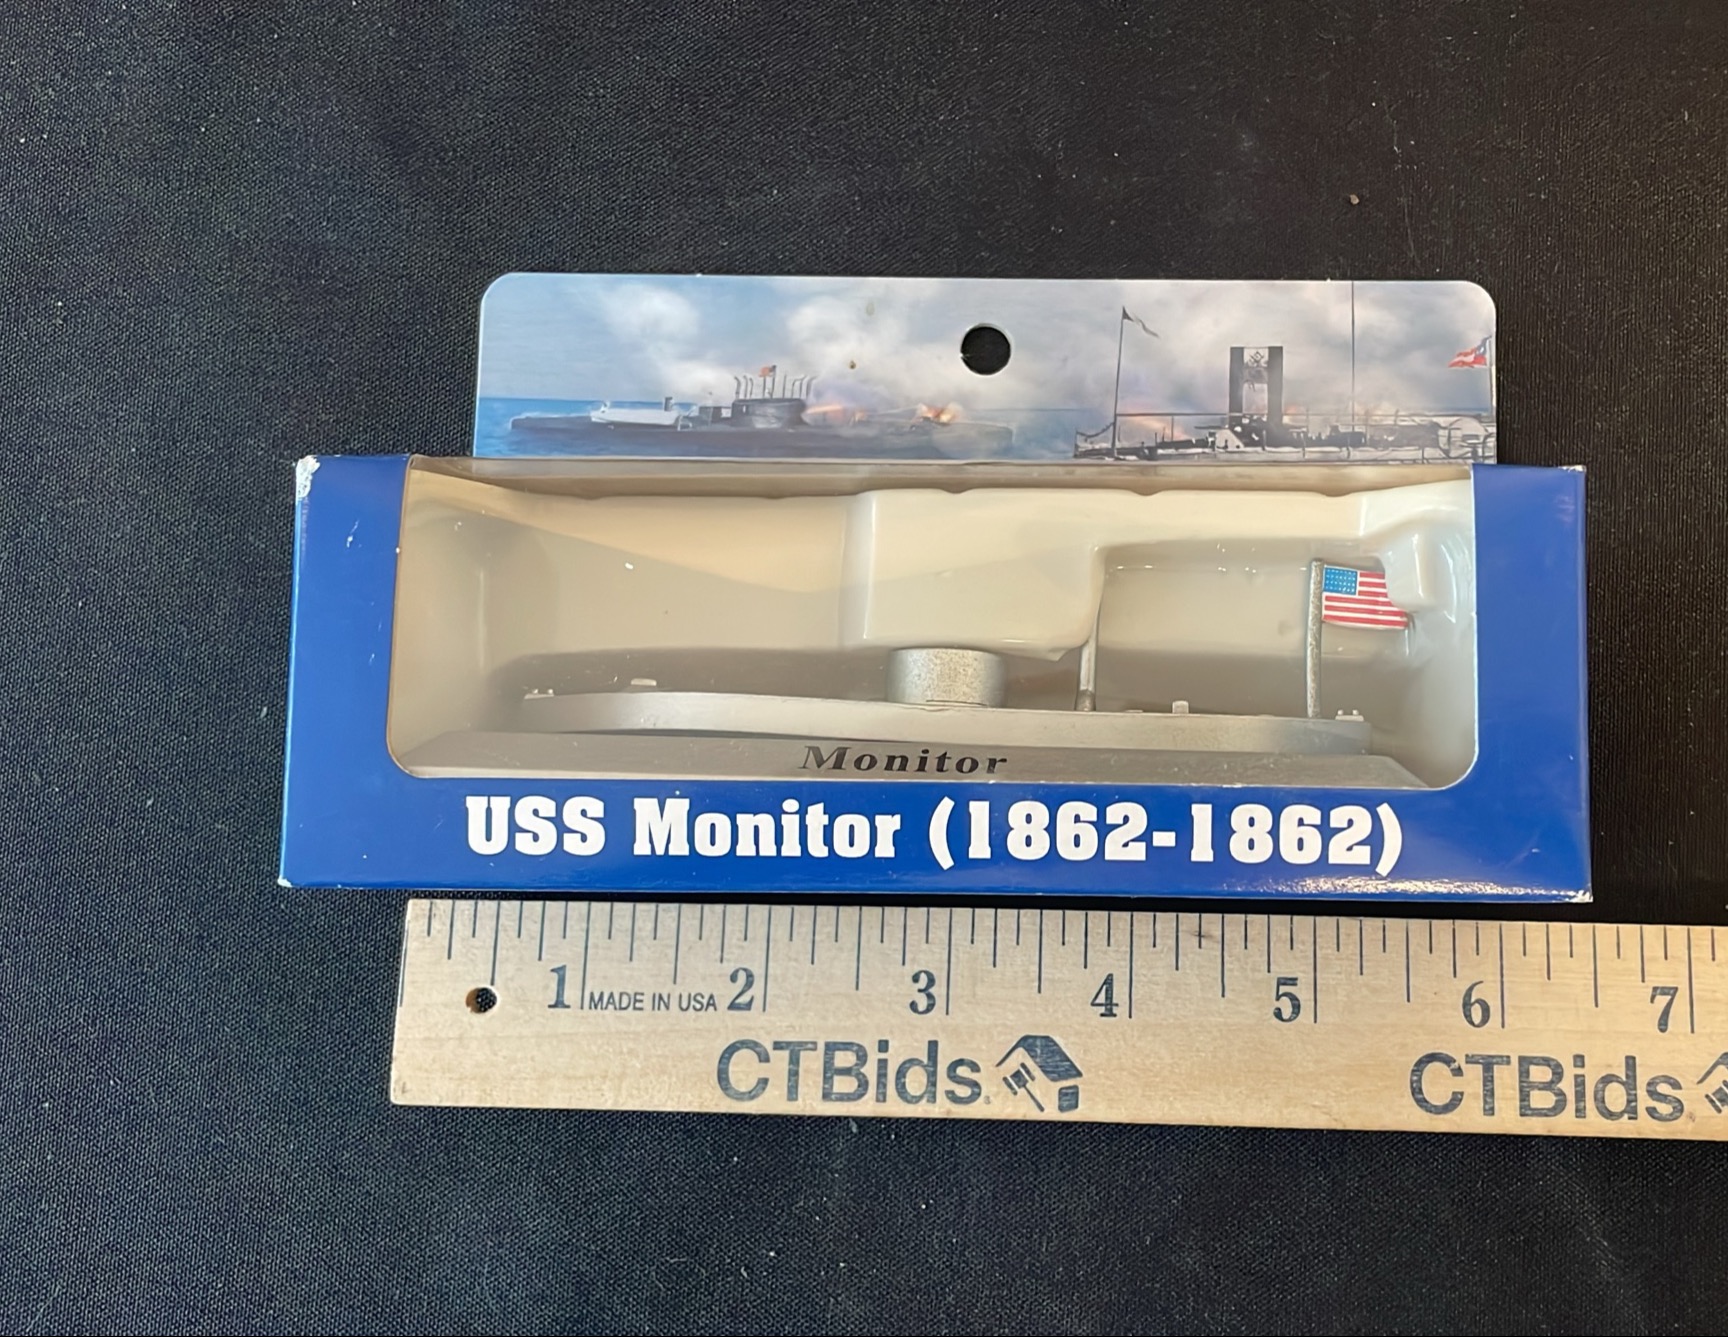 Monitor
USS Monitor (1862-1862)
1 MADE IN USA 2 3 4 5 6 7
CTBids CTBids